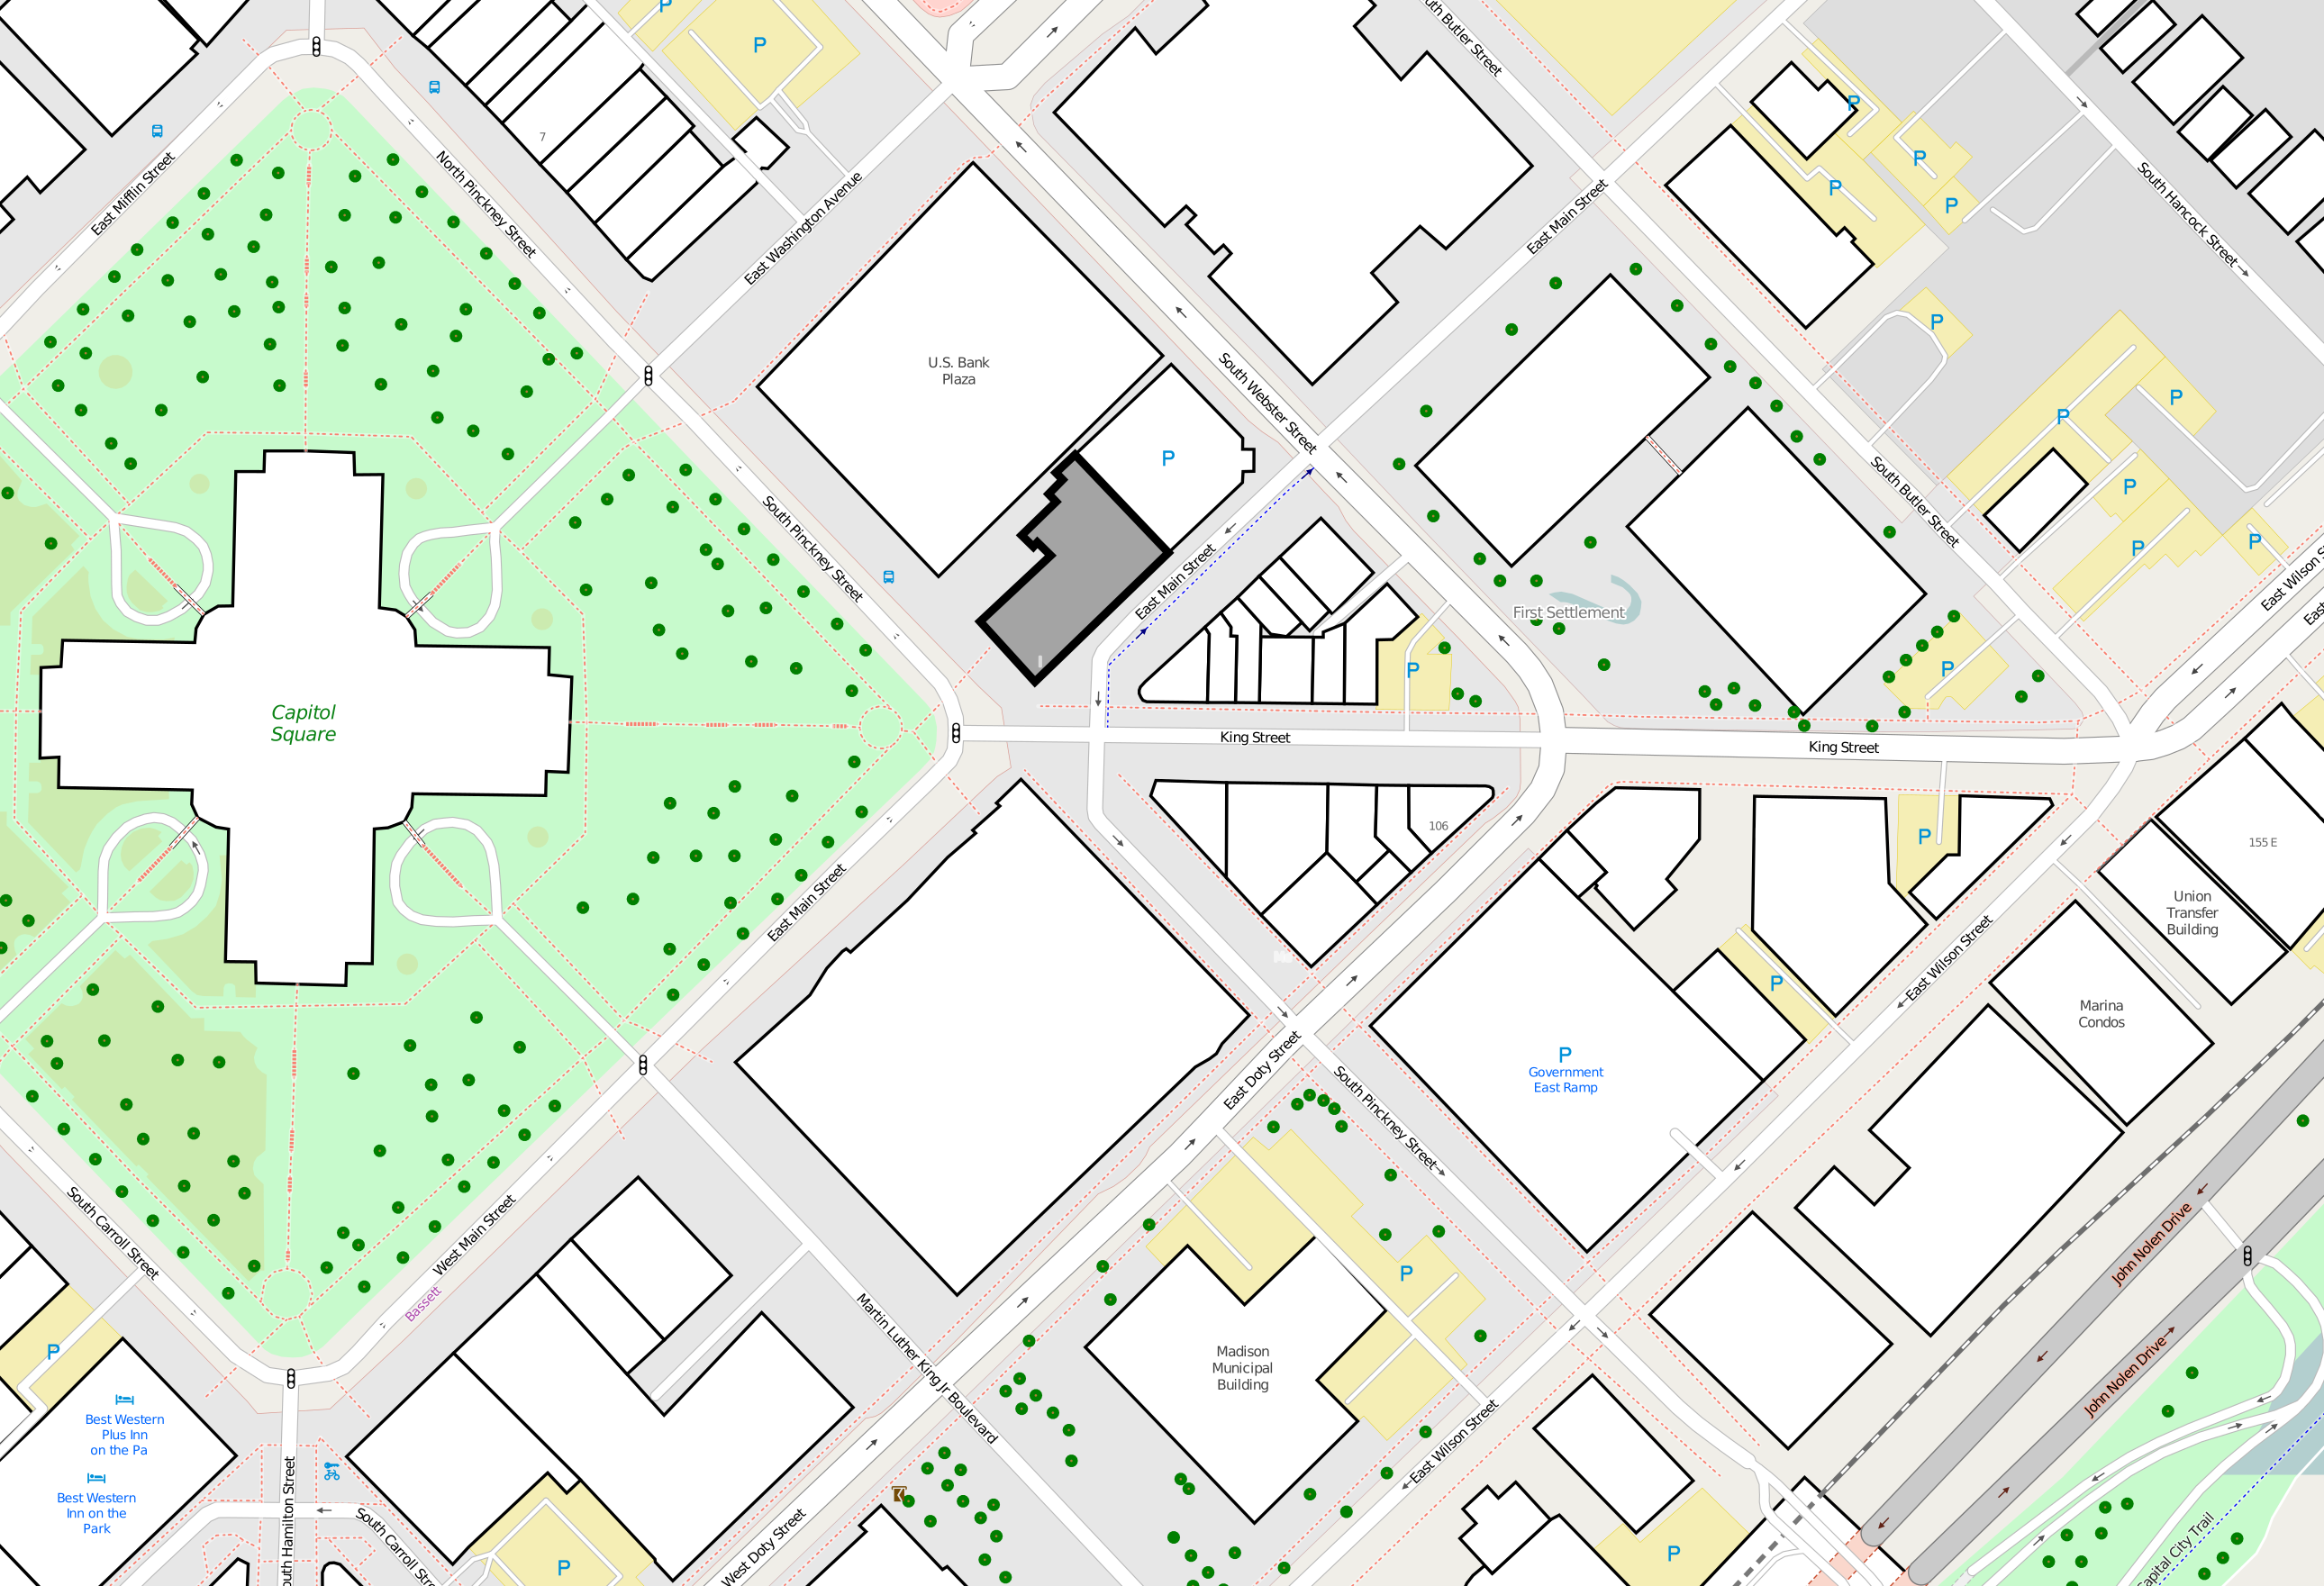 P
P
7
East Mifflin Street
North Pinckney Street
East Washington Avenue
South Butler Street
P
P
P
P
South Hancock Street
East Main Street
P
U.S. Bank
Plaza
South Webster Street
P
P
P
South Butler Street
P
P
P
South Pinckney Street
East Main Street
First Settlement
P
P
Capitol
Square
King Street
King Street
106
P
155 E
Union
Transfer
Building
East Main Street
East Wilson Street
P
Marina
Condos
P
Government
East Ramp
East Doty Street
South Pinckney Street
South Carroll Street
West Main Street
Bassett
P
Martin Luther King Jr Boulevard
Madison
Municipal
Building
John Nolen Drive
John Nolen Drive
P
Best Western
Plus Inn
on the Pa
Best Western
Inn on the
Park
South Hamilton Street
South Carroll Stre
West Doty Street
East Wilson Street
P
P
apital City Trail
East Wilson S
East